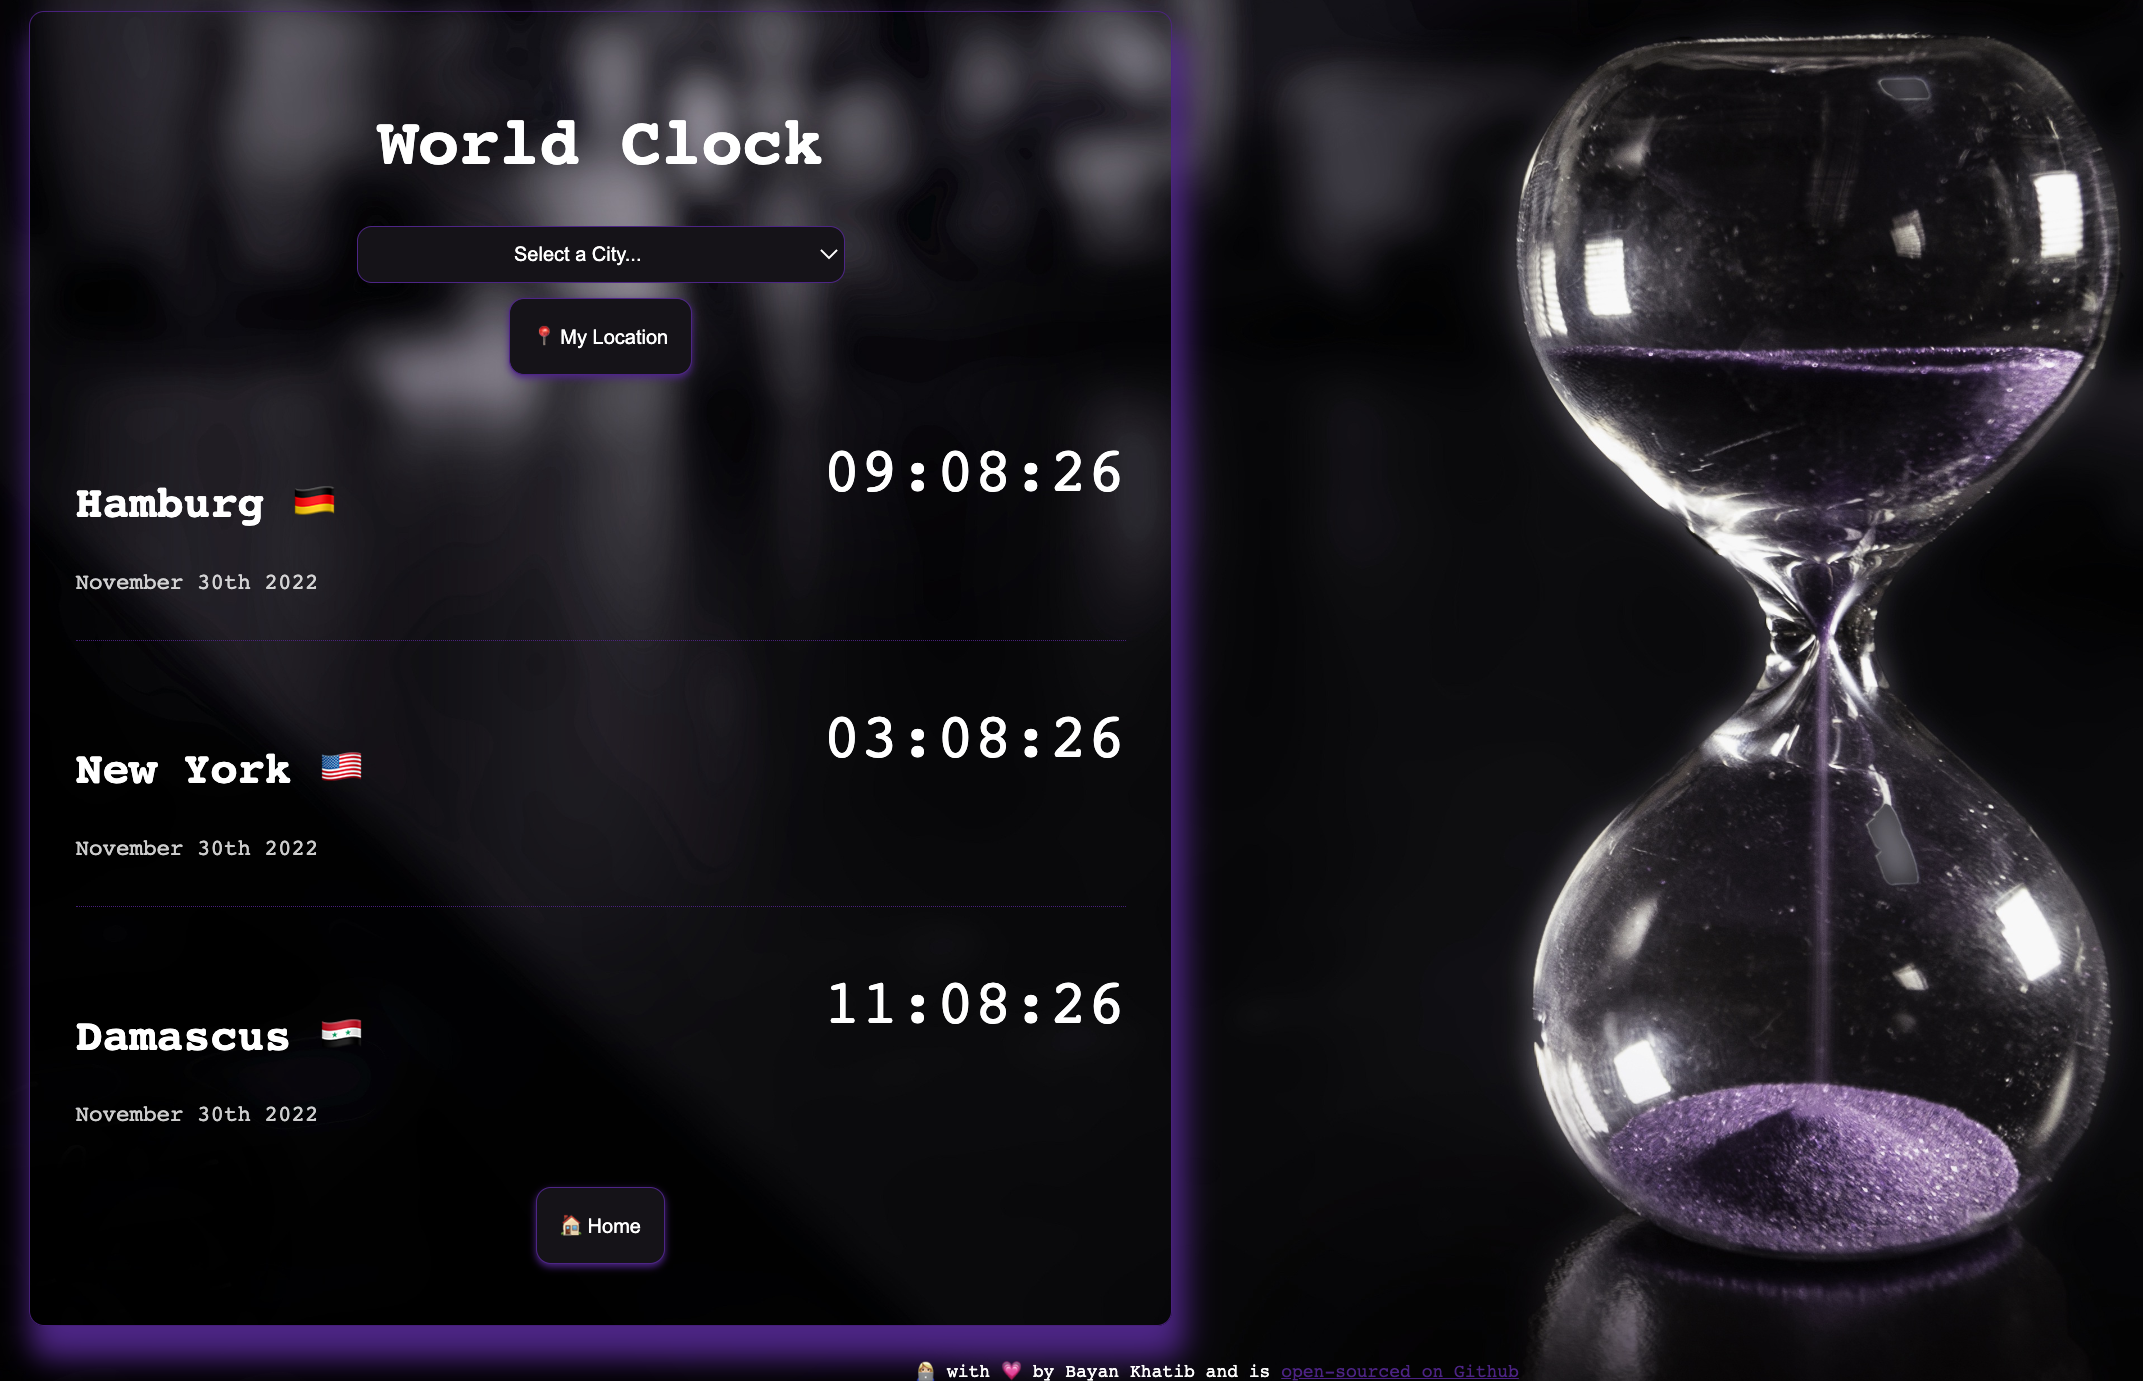 World Clock
Select a City...
📍 My Location
09:08:26
Hamburg 🇩🇪
November 30th 2022
03:08:26
New York 🇺🇸
November 30th 2022
11:08:26
Damascus 🇸🇾
November 30th 2022
🏠 Home
👩🏼‍💻 with 💗 by Bayan Khatib and is open-sourced on Github